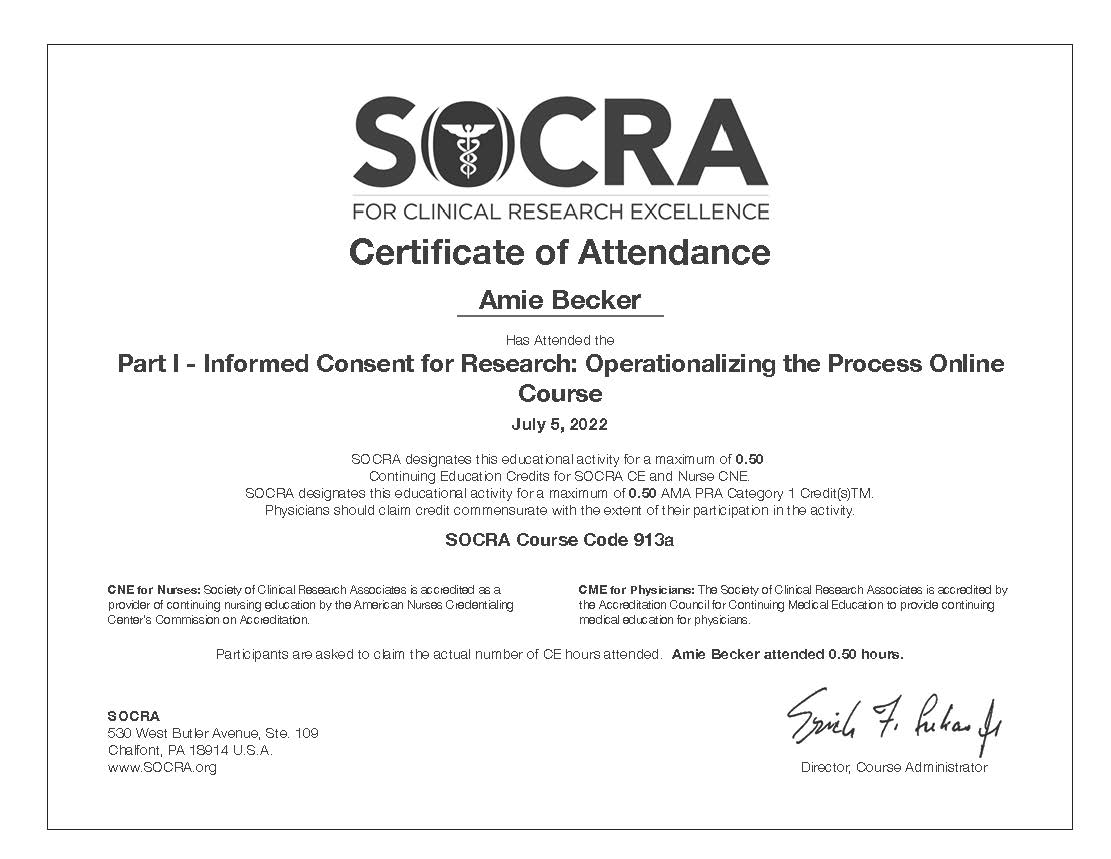 SOCRA
FOR CLINICAL RESEARCH EXCELLENCE
Certificate of Attendance
Amie Becker
Has Attended the
Part I - Informed Consent for Research: Operationalizing the Process Online
Course
July 5, 2022
SOCRA designates this educational activity for a maximum of 0.50
Continuing Education Credits for SOCRA CE and Nurse CNE.
SOCRA designates this educational activity for a maximum of 0.50 AMA PRA Category 1 Credit(s)TM.
Physicians should claim credit commensurate with the extent of their participation in the activity.
SOCRA Course Code 913a
CNE for Nurses: Society of Clinical Research Associates is accredited as a
provider of continuing nursing education by the American Nurses Credentialing
Center's Commission on Accreditation.
CME for Physicians: The Society of Clinical Research Associates is accredited by
the Accreditation Council for Continuing Medical Education to provide continuing
medical education for physicians.
Participants are asked to claim the actual number of CE hours attended. Amie Becker attended 0.50 hours.
SOCRA
530 West Butler Avenue, Ste. 109
Chalfont, PA 18914 U.S.A.
www.SOCRA.org
F.
Director, Course Administrator